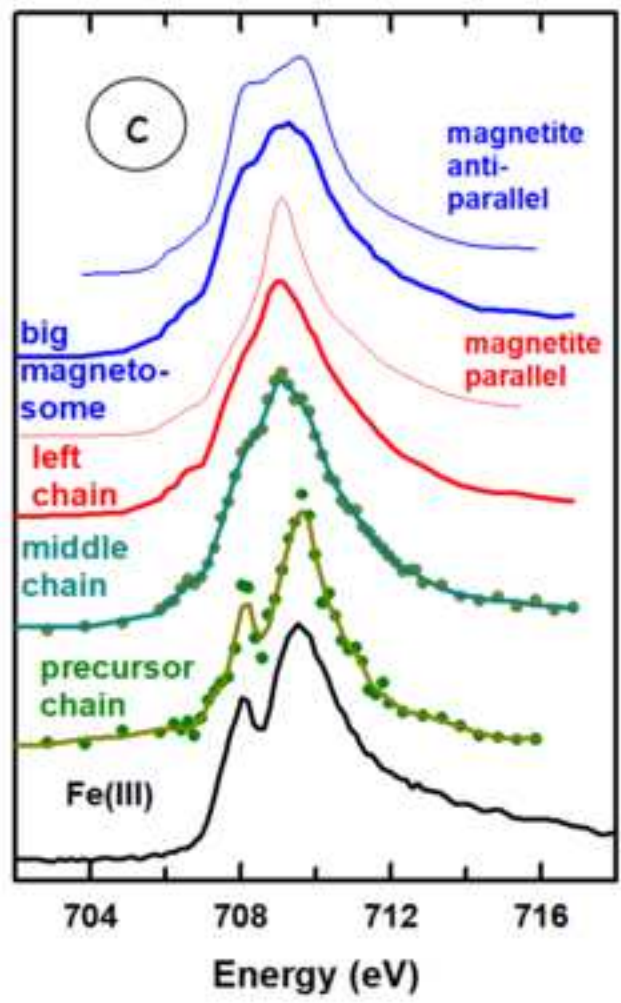 C
magnetite
anti-
parallel
big
magneto-
some
magnetite
parallel
left
chain
middle
chain
precursor
chain
Fe(III)
704 708 712 716
Energy (eV)